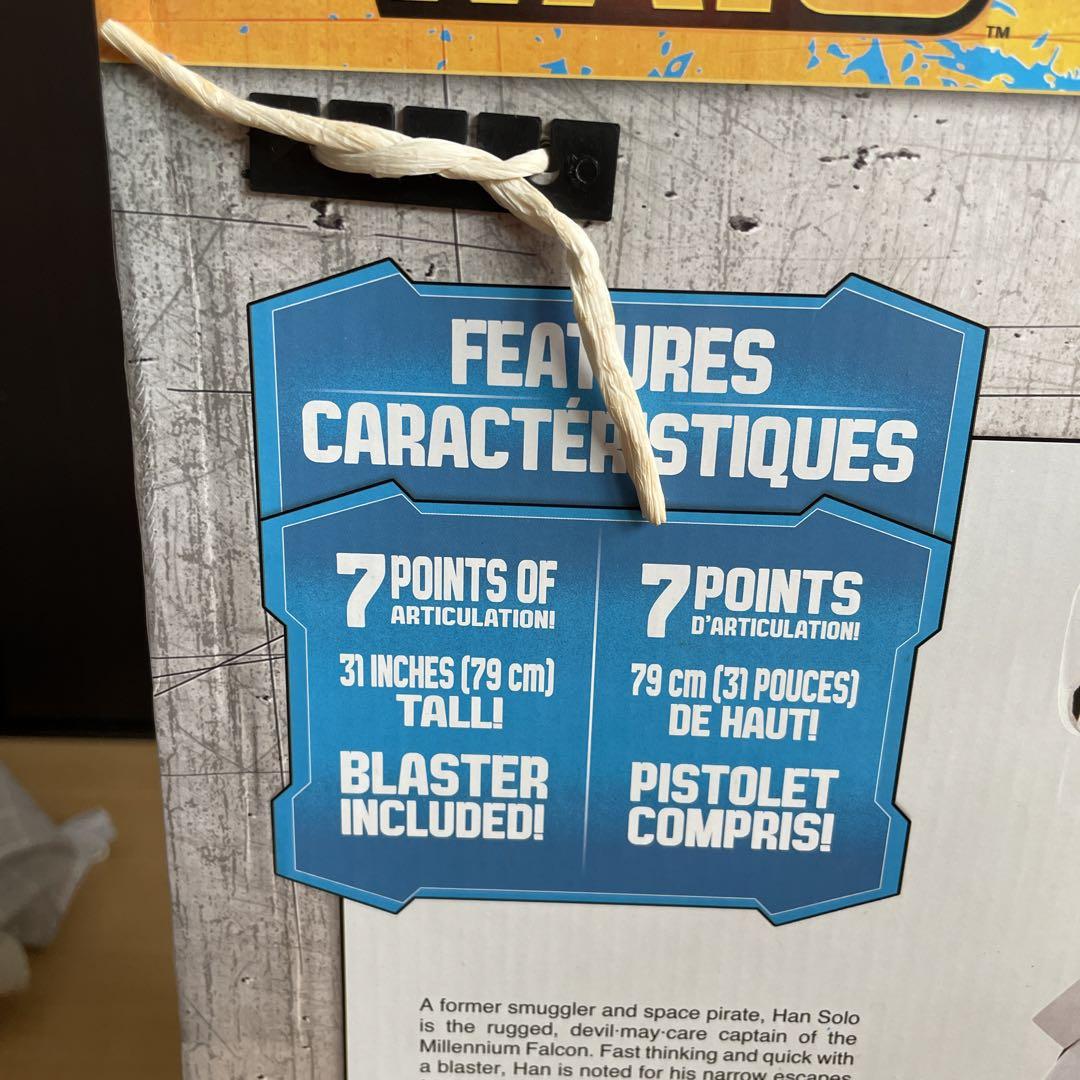 WARS
TM
FEATURES
CARACTÉRISTIQUES
7 POINTS OF
ARTICULATION!
31 INCHES (79 cm)
TALL!
BLASTER
INCLUDED!
7 POINTS
D'ARTICULATION!
79 cm (31 POUCES)
DE HAUT!
PISTOLET
COMPRIS!
A former smuggler and space pirate, Han Solo
is the rugged, devil-may-care captain of the
Millennium Falcon. Fast thinking and quick with
a blaster, Han is noted for his narrow escapes